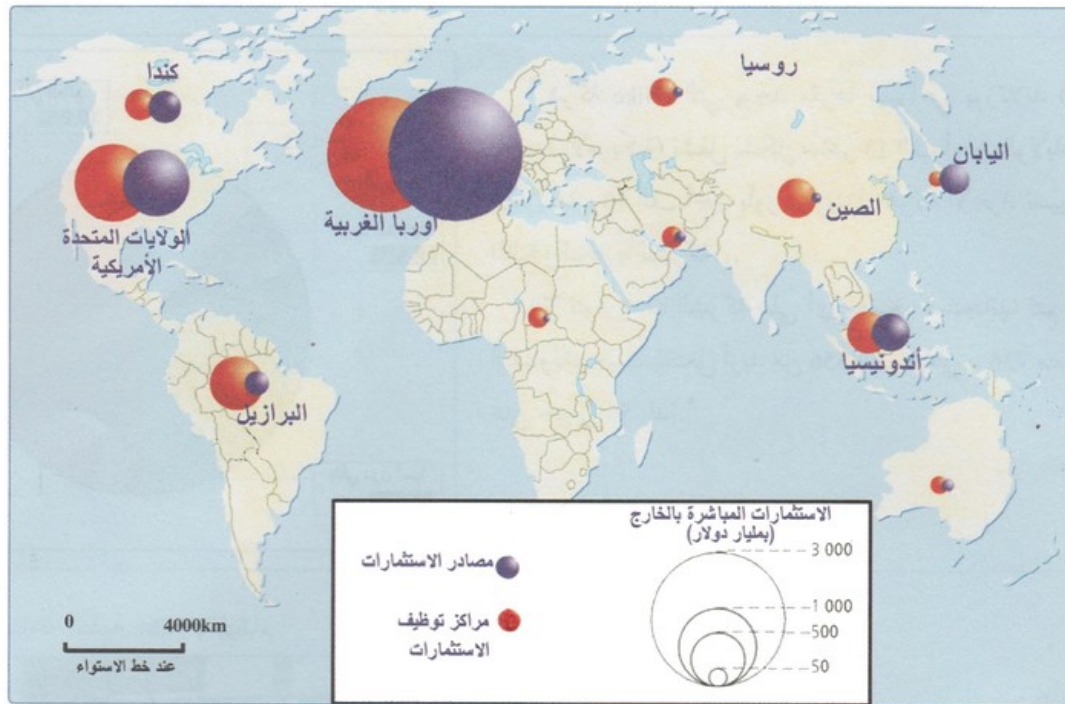 كندا
روسيا
اليابان
الصين
أوربا الغربية
الولايات المتحدة
الأمريكية
أندونيسيا
البرازيل
الاستثمارات المباشرة بالخارج
(بمليار دولار)
3 000
1 000
500
50
مصادر الاستثمارات
مراكز توظيف
الاستثمارات
0 4000km
عند خط الاستواء